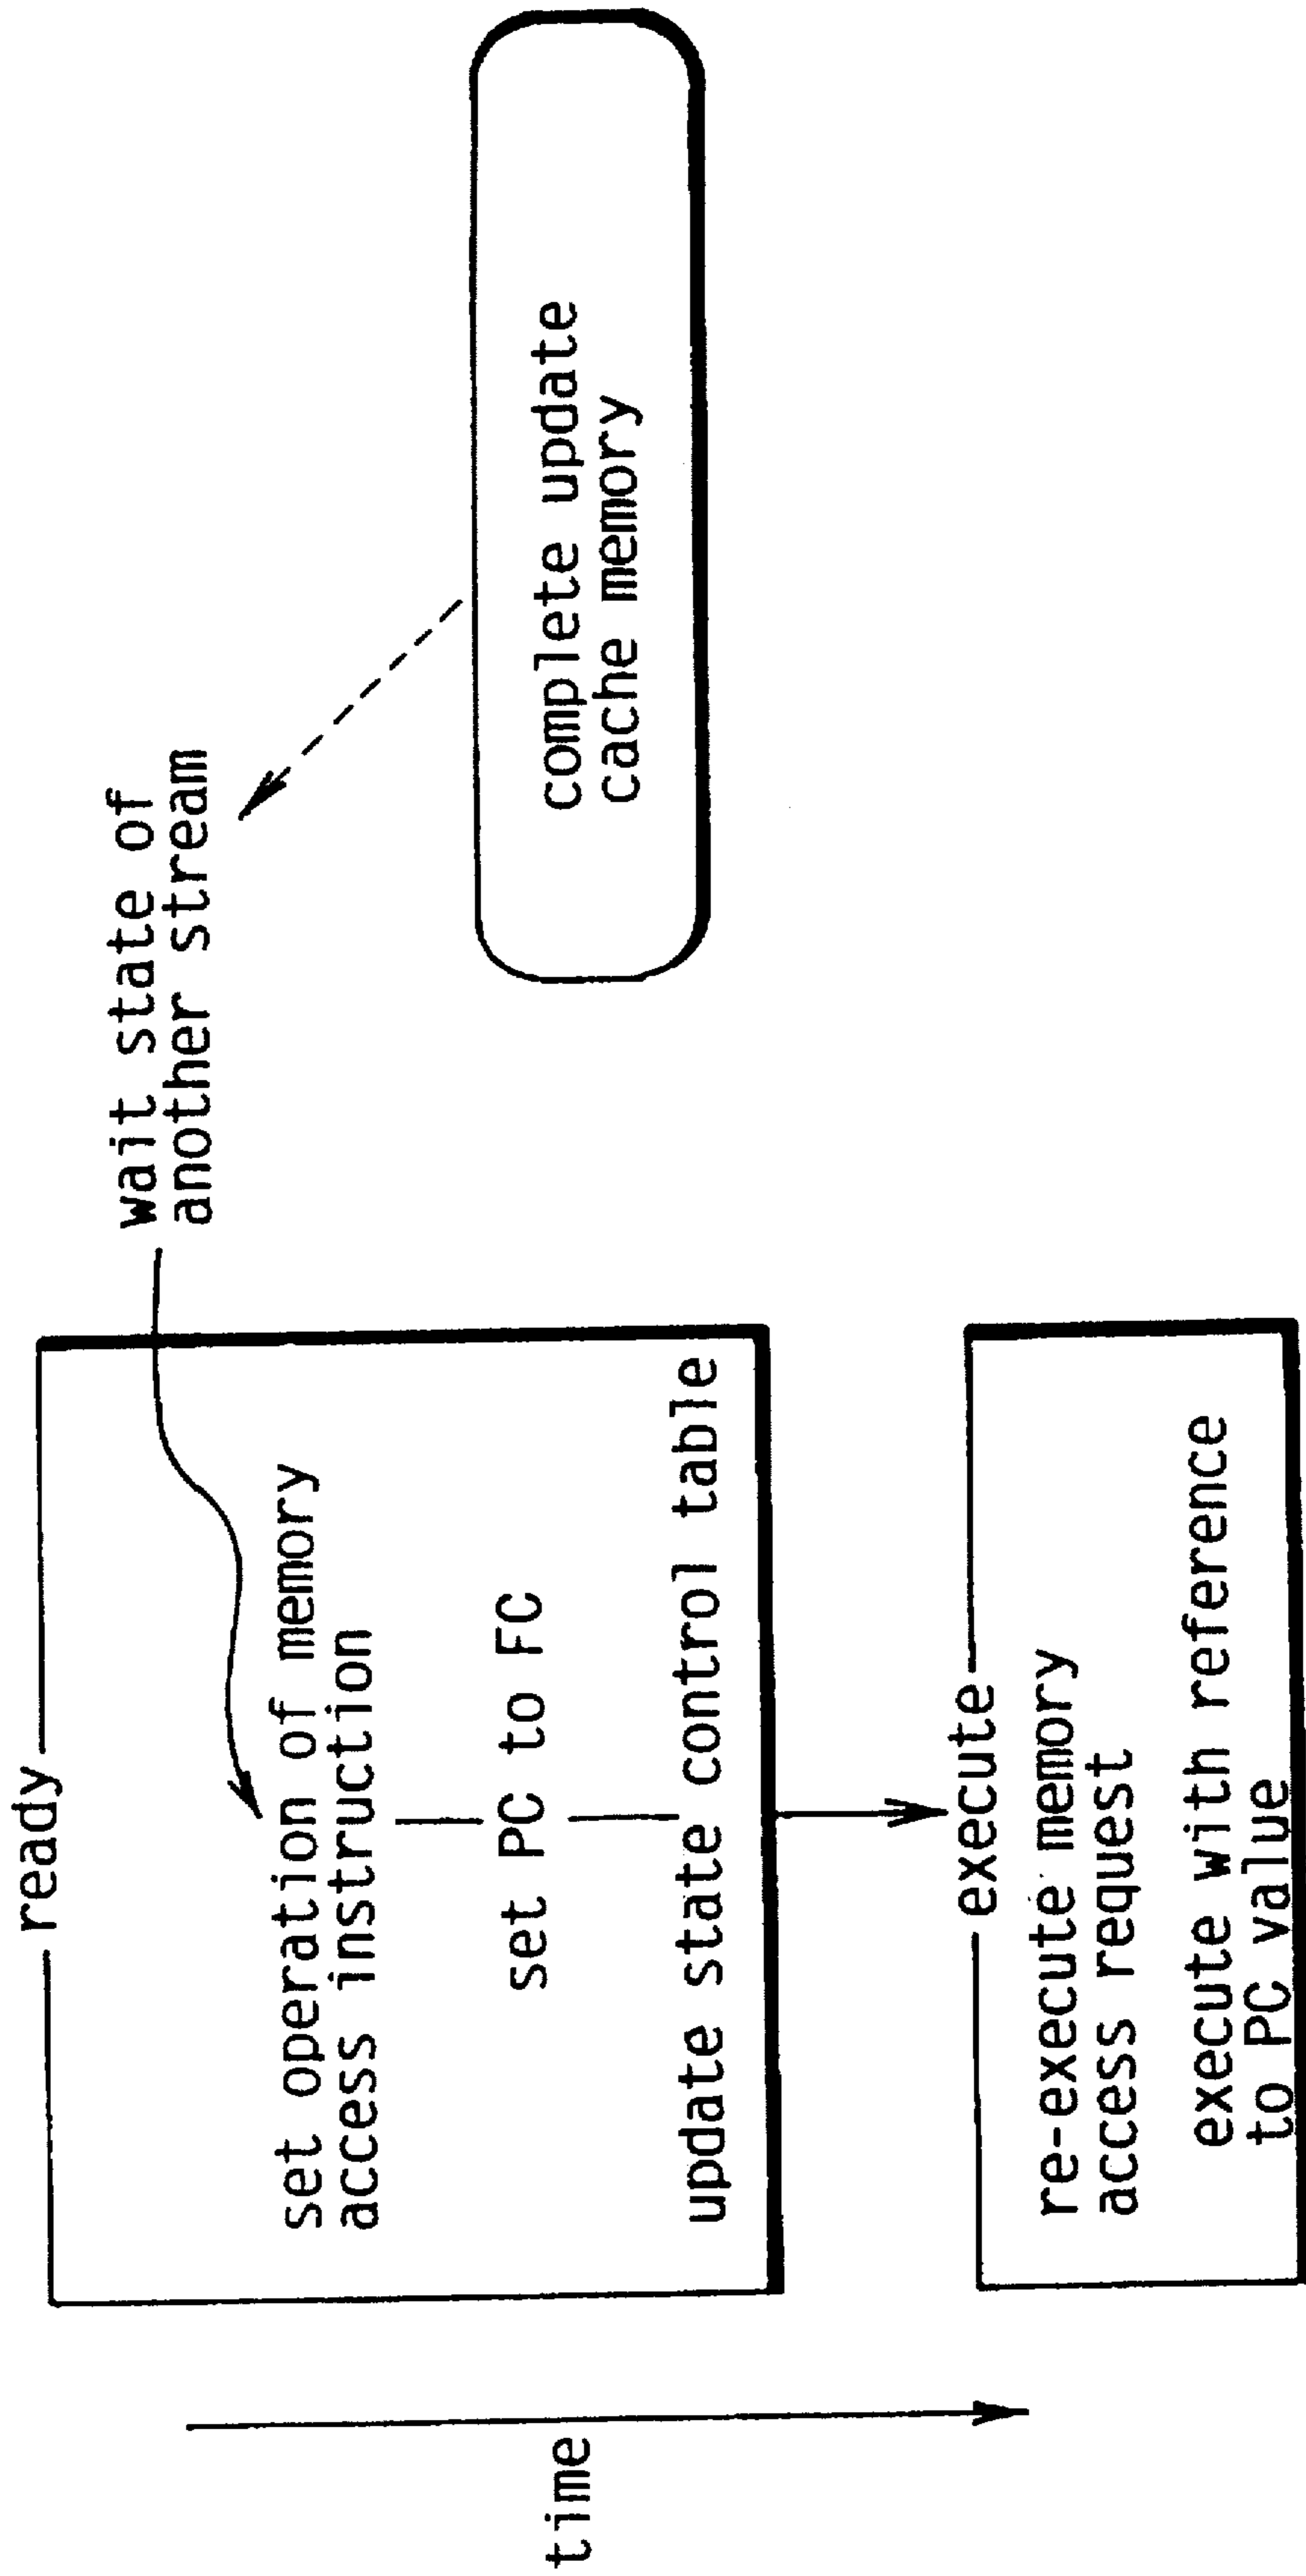 ready
set operation of memory
access instruction
set PC to FC
update state control table
execute
re-execute memory
access request
execute with reference
to PC value
wait state of
another stream
complete update
cache memory
time